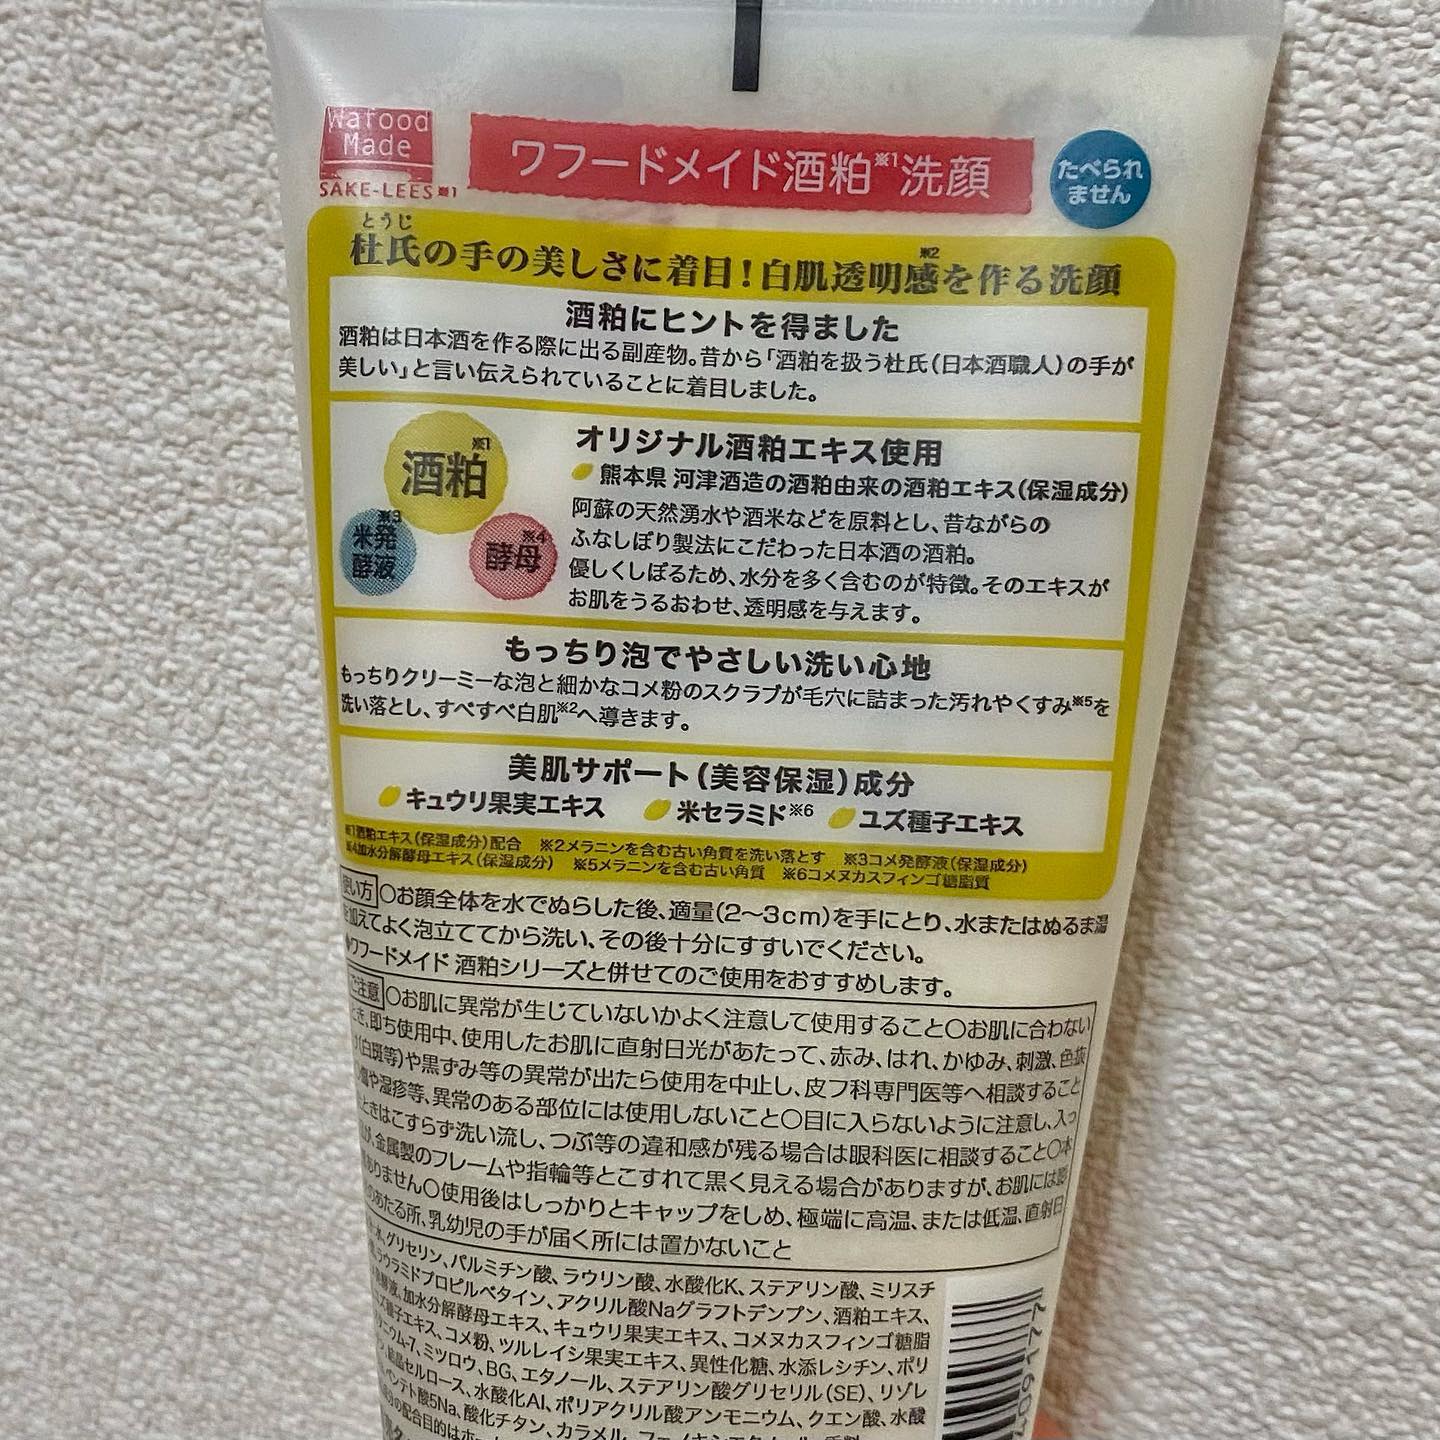 Wafood
Made
SAKE-LEES※1
ワフードメイド酒粕※1洗顔
たべられ
ません
とうじ
杜氏の手の美しさに着目!白肌透明感※2を作る洗顔
酒粕にヒントを得ました
酒粕は日本酒を作る際に出る副産物。昔から「酒粕を扱う杜氏(日本酒職人)の手が
美しい」と言い伝えられていることに着目しました。
酒粕※1
米発
酵液※3
酵母※4
オリジナル酒粕エキス使用
熊本県 河津酒造の酒粕由来の酒粕エキス(保湿成分)
阿蘇の天然湧水や酒米などを原料とし、昔ながらの
ふなしぼり製法にこだわった日本酒の酒粕。
優しくしぼるため、水分を多く含むのが特徴。そのエキスが
お肌をうるおわせ、透明感を与えます。
もっちり泡でやさしい洗い心地
もっちりクリーミーな泡と細かなコメ粉のスクラブが毛穴に詰まった汚れやくすみ※5を
洗い落とし、すべすべ白肌※2へ導きます。
美肌サポート(美容保湿)成分
キュウリ果実エキス 米セラミド※6 ユズ種子エキス
※1酒粕エキス(保湿成分)配合 ※2メラニンを含む古い角質を洗い落とす ※3コメ発酵液(保湿成分)
※4加水分解酵母エキス(保湿成分) ※5メラニンを含む古い角質 ※6コメヌカスフィンゴ糖脂質
使い方 〇お顔全体を水でぬらした後、適量(2〜3cm)を手にとり、水またはぬるま湯
を加えてよく泡立ててから洗い、その後十分にすすいでください。
◆ワフードメイド 酒粕シリーズと併せてのご使用をおすすめします。
ご注意 〇お肌に異常が生じていないかよく注意して使用すること〇お肌に合わない
とき、即ち使用中、使用したお肌に直射日光があたって、赤み、はれ、かゆみ、刺激、色抜
け(白斑等)や黒ずみ等の異常が出たら使用を中止し、皮フ科専門医等へ相談すること
や湿疹等、異常のある部位には使用しないこと〇目に入らないように注意し、入っ
たときはこすらず洗い流し、つぶ等の違和感が残る場合は眼科医に相談すること〇本
金属製のフレームや指輪等とこすれて黒く見える場合がありますが、お肌には影
ありません〇使用後はしっかりとキャップをしめ、極端に高温、または低温、直射日
のあたる所、乳幼児の手が届く所には置かないこと
水、グリセリン、パルミチン酸、ラウリン酸、水酸化K、ステアリン酸、ミリスチ
ラウラミドプロピルベタイン、アクリル酸Naグラフトデンプン、酒粕エキス、
加水分解酵母エキス、キュウリ果実エキス、コメヌカスフィンゴ糖脂
種子エキス、コメ粉、ツルレイシ果実エキス、異性化糖、水添レシチン、ポリ
ニウム-7、ミツロウ、BG、エタノール、ステアリン酸グリセリル(SE)、リゾレ
結晶セルロース、水酸化Al、ポリアクリル酸アンモニウム、クエン酸、水酸
ペンテト酸5Na、酸化チタン、カラメル、
の配合目的は